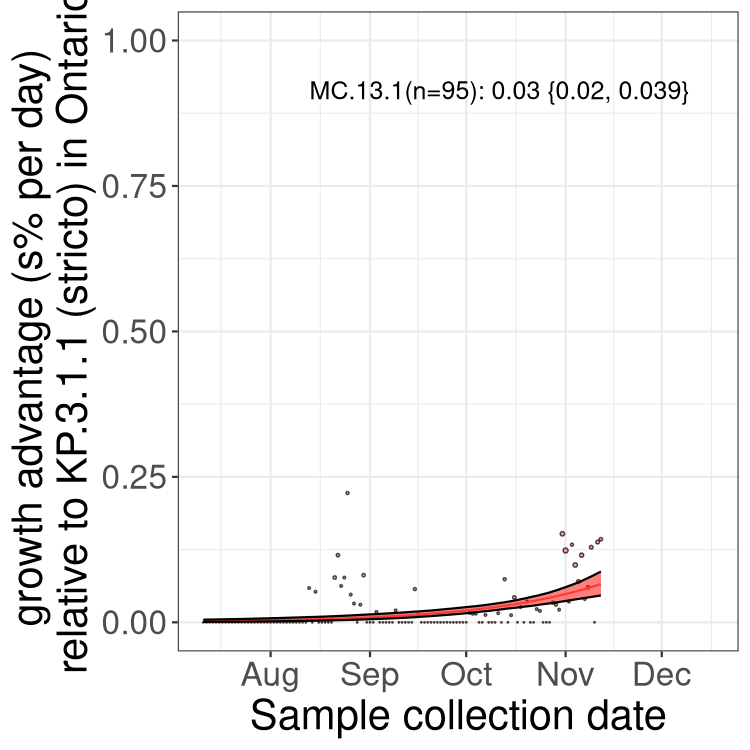 growth advantage (s% per day)
relative to KP.3.1.1 (stricto) in Ontario
1.00
0.75
0.50
0.25
0.00
MC.13.1(n=95): 0.03 {0.02, 0.039}
Aug Sep Oct Nov Dec
Sample collection date